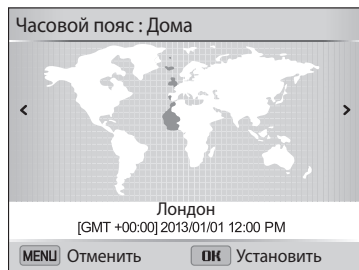 Часовой пояс : Дома
Лондон
[GMT +00:00] 2013/01/01 12:00 PM
MENU Отменить OK Установить